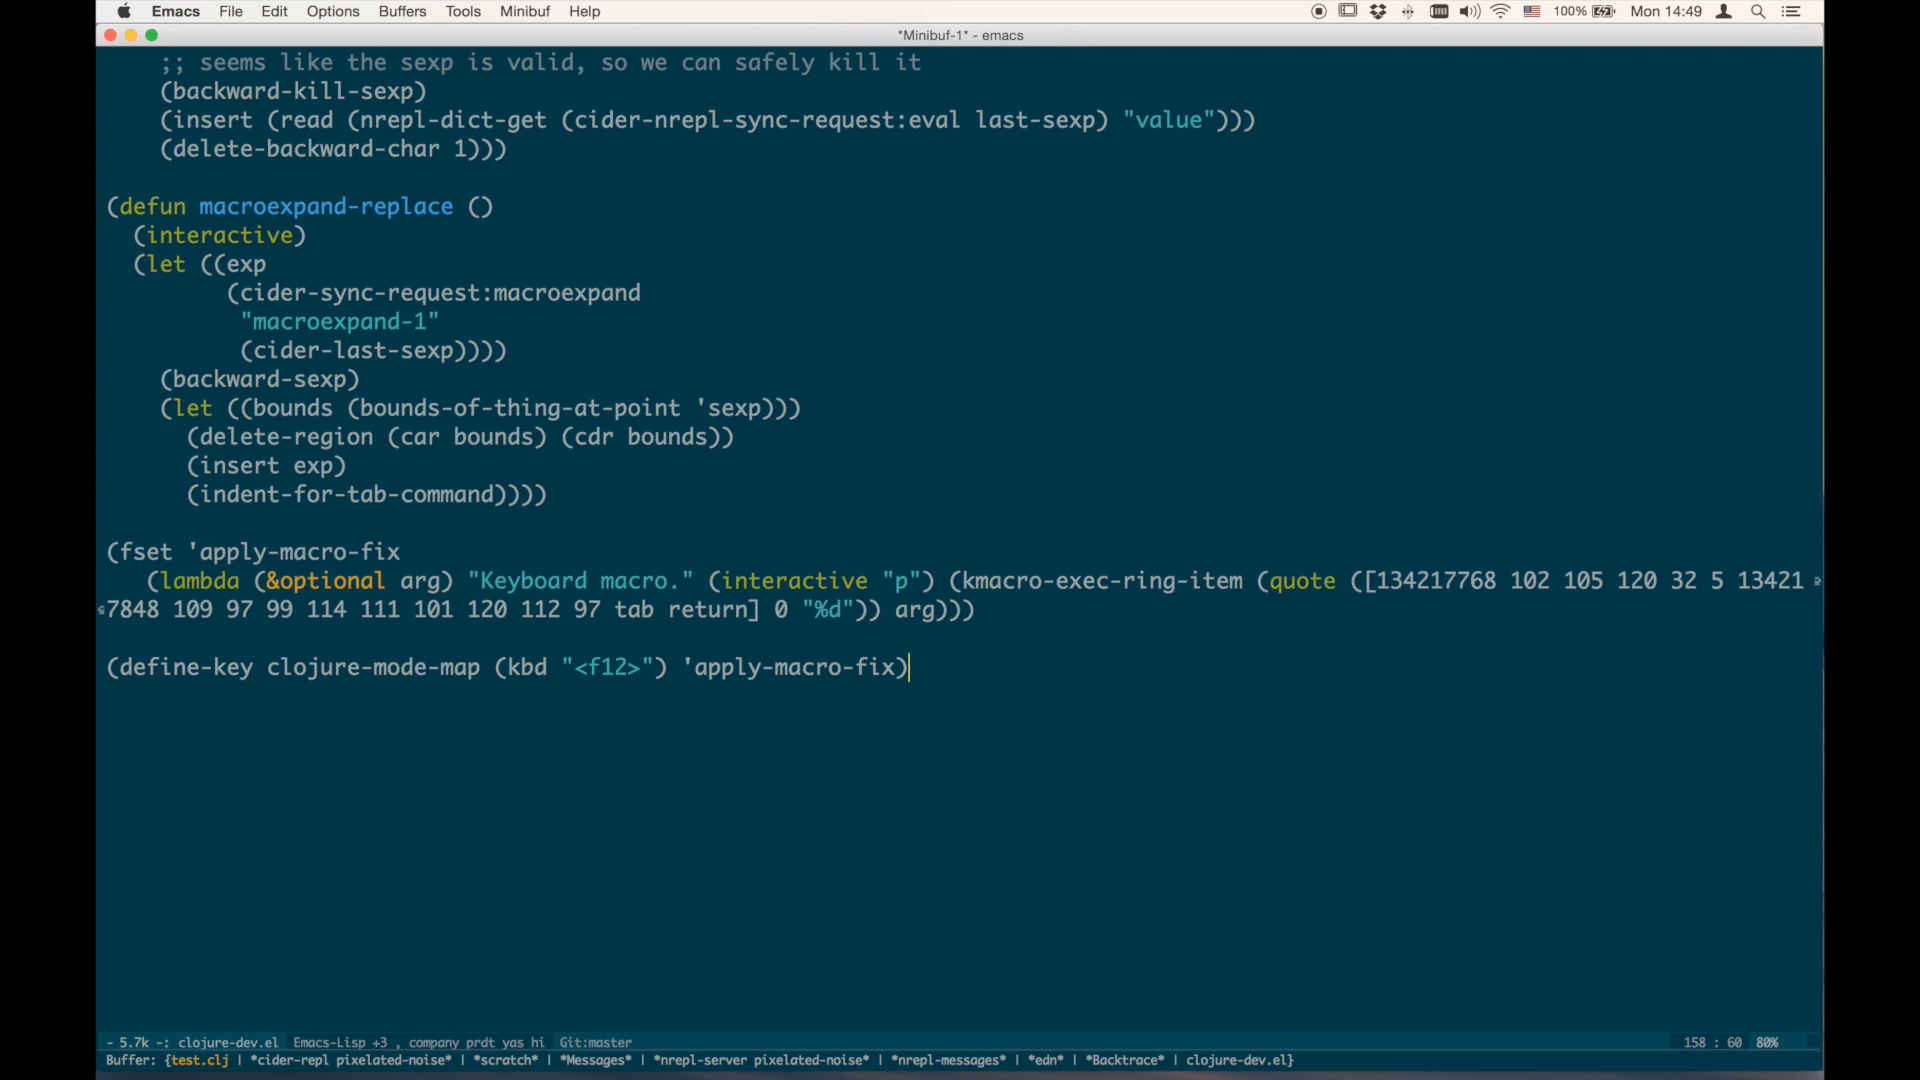 Emacs File Edit Options Buffers Tools Minibuf Help 100% Mon 14:49
*Minibuf-1* - emacs
;; seems like the sexp is valid, so we can safely kill it
(backward-kill-sexp)
(insert (read (nrepl-dict-get (cider-nrepl-sync-request:eval last-sexp) "value")))
(delete-backward-char 1)))
(defun macroexpand-replace ()
(interactive)
(let ((exp
(cider-sync-request:macroexpand
"macroexpand-1"
(cider-last-sexp))))
(backward-sexp)
(let ((bounds (bounds-of-thing-at-point 'sexp)))
(delete-region (car bounds) (cdr bounds))
(insert exp)
(indent-for-tab-command))))
(fset 'apply-macro-fix
(lambda (&optional arg) "Keyboard macro." (interactive "p") (kmacro-exec-ring-item (quote ([134217768 102 105 120 32 5 13421
7848 109 97 99 114 111 101 120 112 97 tab return] 0 "%d")) arg)))
(define-key clojure-mode-map (kbd "<f12>") 'apply-macro-fix)
- 5.7k -: clojure-dev.el Emacs-Lisp +3 , company prdt yas hi Git:master 158 : 60 80%
Buffer: {test.clj | *cider-repl pixelated-noise* | *scratch* | *Messages* | *nrepl-server pixelated-noise* | *nrepl-messages* | *edn* | *Backtrace* | clojure-dev.el}